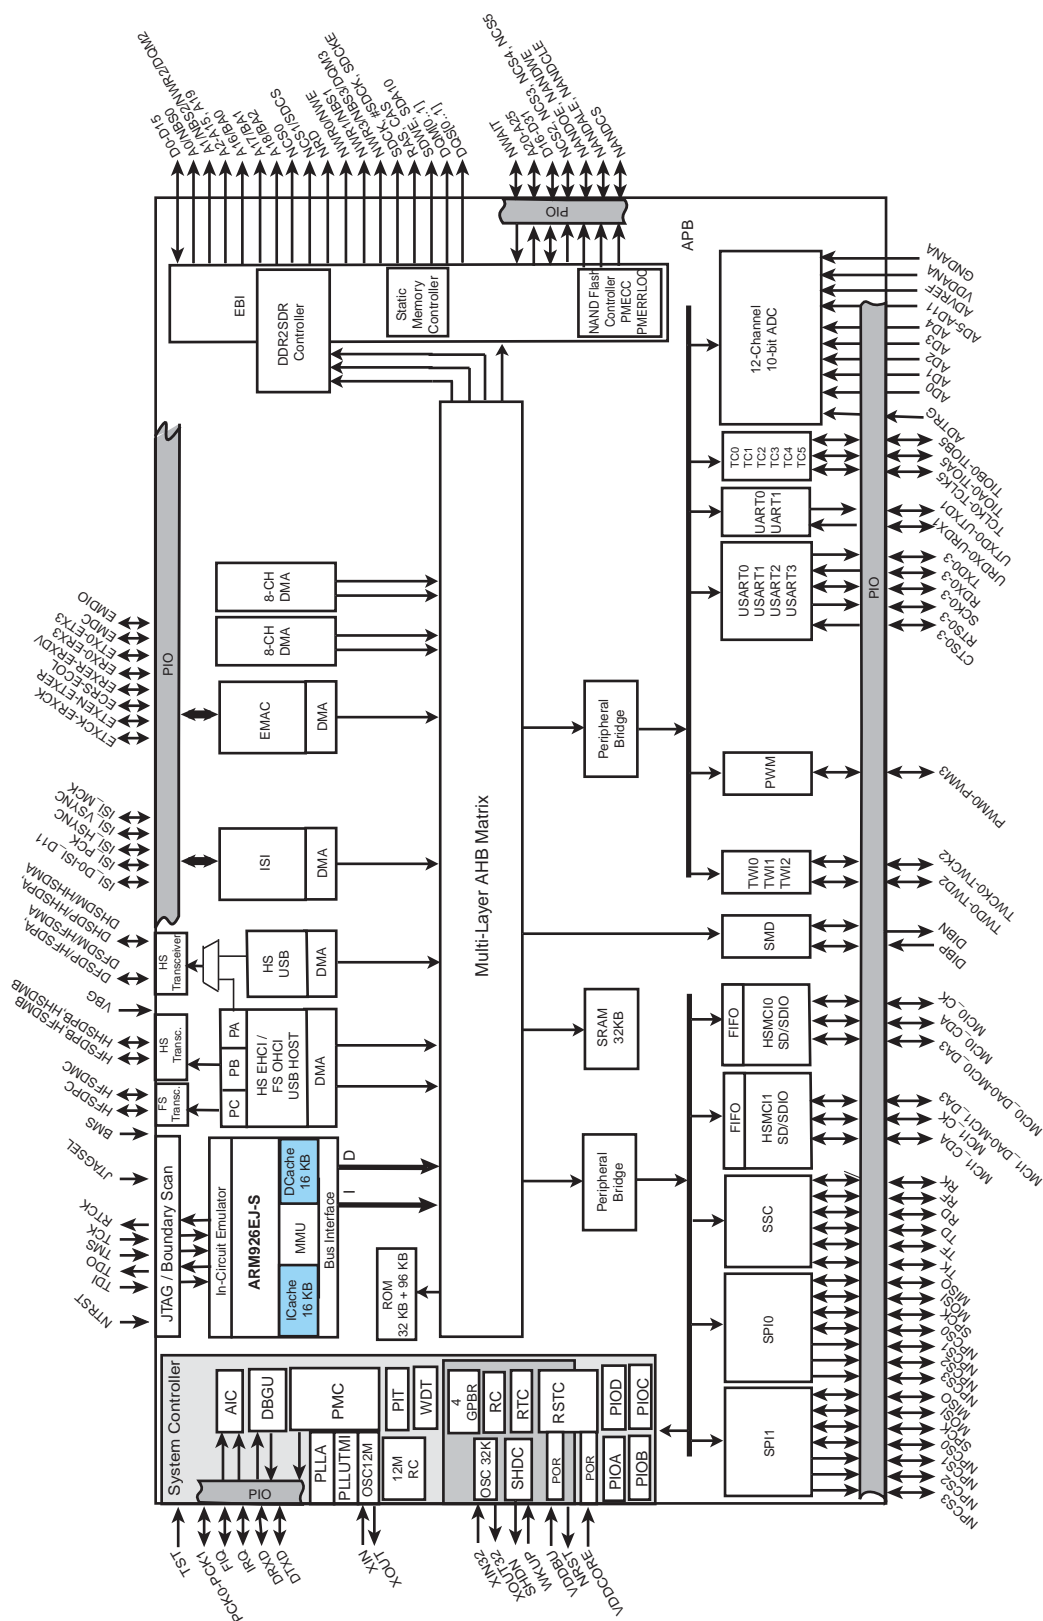 D0-D15
A0/NBS0
A1/NBS2/NWR2/DQM2
A2-A15, A19
A16/BA0
A17/BA1
A18/BA2
NCS0
NCS1/SDCS
NRD
NWR0/NWE
NWR1/NBS1
NWR3/NBS3/DQM3
SDCK, #SDCK, SDCKE
RAS, CAS
SDWE, SDA10
DQM[0..1]
DQS[0..1]
NWAIT
A20-A25
D16-D31
NCS2, NCS3, NCS4, NCS5
NANDOE, NANDWE
NANDALE, NANDCLE
NANDCS
PIO
EBI
DDR2SDR
Controller
Static
Memory
Controller
NAND Flash
Controller
PMECC
PMERRLOC
APB
12-Channel
10-bit ADC
GNDANA
VDDANA
ADVREF
AD5-AD11
AD4
AD3
AD2
AD1
AD0
ADTRG
TC0
TC1
TC2
TC3
TC4
TC5
TIOB0-TIOB5
TIOA0-TIOA5
TCLK0-TCLK5
UART0
UART1
UTXD0-UTXD1
URDX0-URDX1
USART0
USART1
USART2
USART3
TXD0-3
RDX0-3
SCK0-3
RTS0-3
CTS0-3
PIO
PWM
PWM0-PWM3
TWI0
TWI1
TWI2
TWCK0-TWCK2
TWD0-TWD2
SMD
DIBN
DIBP
FIFO
HSMCI0
SD/SDIO
MCI0_CK
MCI0_CDA
MCI0_DA0-MCI0_DA3
FIFO
HSMCI1
SD/SDIO
MCI1_DA0-MCI1_DA3
MCI1_CK
MCI1_CDA
SSC
RK
RF
RD
TD
TF
TK
SPI0
MISO
MOSI
SPCK
NPCS0
NPCS1
NPCS2
NPCS3
SPI1
MISO
MOSI
SPCK
NPCS0
NPCS1
NPCS2
NPCS3
Peripheral
Bridge
SRAM
32KB
Peripheral
Bridge
Multi-Layer AHB Matrix
PIO
EMDIO
EMDC
ETX0-ETX3
ERX0-ERX3
ERXER-ERXDV
ECRS-ECOL
ETXEN-ETXER
ETXCK-ERXCK
8-CH
DMA
8-CH
DMA
EMAC
DMA
ISI_MCK
ISI_VSYNC
ISI_HSYNC
ISI_PCK
ISI_D0-ISI_D11
ISI
DMA
DHSDM/HHSDMA
DHSDP/HHSDPA,
DFSDM/HFSDMA
DFSDP/HFSDPA,
HS
Transceiver
HS
USB
DMA
VBG
HHSDPB,HHSDMB
HFSDPB,HFSDMB
HS
Transc.
HFSDMC
HFSDPC
FS
Transc.
PA
PB
PC
HS EHCI /
FS OHCI
USB HOST
DMA
BMS
JTAGSEL
RTCK
TCK
TMS
TDO
TDI
NTRST
JTAG / Boundary Scan
In-Circuit Emulator
ARM926EJ-S
DCache
16 KB
MMU
ICache
16 KB
Bus Interface
D
I
ROM
32 KB + 96 KB
System Controller
AIC
DBGU
PMC
PLLA
PLLUTMI
OSC12M
PIT
WDT
12M
RC
4
GPBR
RC
RTC
RSTC
OSC 32K
SHDC
POR
POR
PIOD
PIOC
PIOA
PIOB
PIO
TST
PCK0-PCK1
FIQ
IRQ
DRXD
DTXD
XIN
XOUT
XIN32
XOUT32
SHDN
WKUP
VDDBU
NRST
VDDCORE